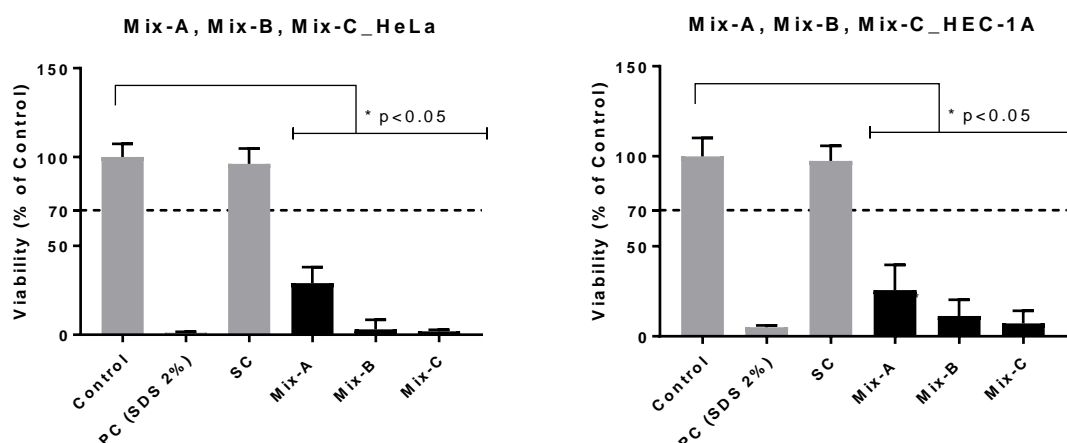 Mix-A, Mix-B, Mix-C_HeLa
Viability (% of Control)
150
100
70
50
0
* p<0.05
Control
PC (SDS 2%)
SC
Mix-A
Mix-B
Mix-C
Mix-A, Mix-B, Mix-C_HEC-1A
Viability (% of Control)
150
100
70
50
0
* p<0.05
*
Control
PC (SDS 2%)
SC
Mix-A
Mix-B
Mix-C